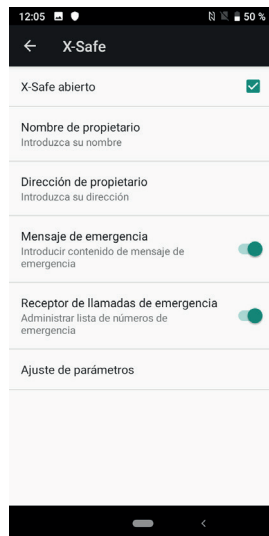 12:05 50 %
X-Safe
X-Safe abierto
Nombre de propietario
Introduzca su nombre
Dirección de propietario
Introduzca su dirección
Mensaje de emergencia
Introducir contenido de mensaje de
emergencia
Receptor de llamadas de emergencia
Administrar lista de números de
emergencia
Ajuste de parámetros